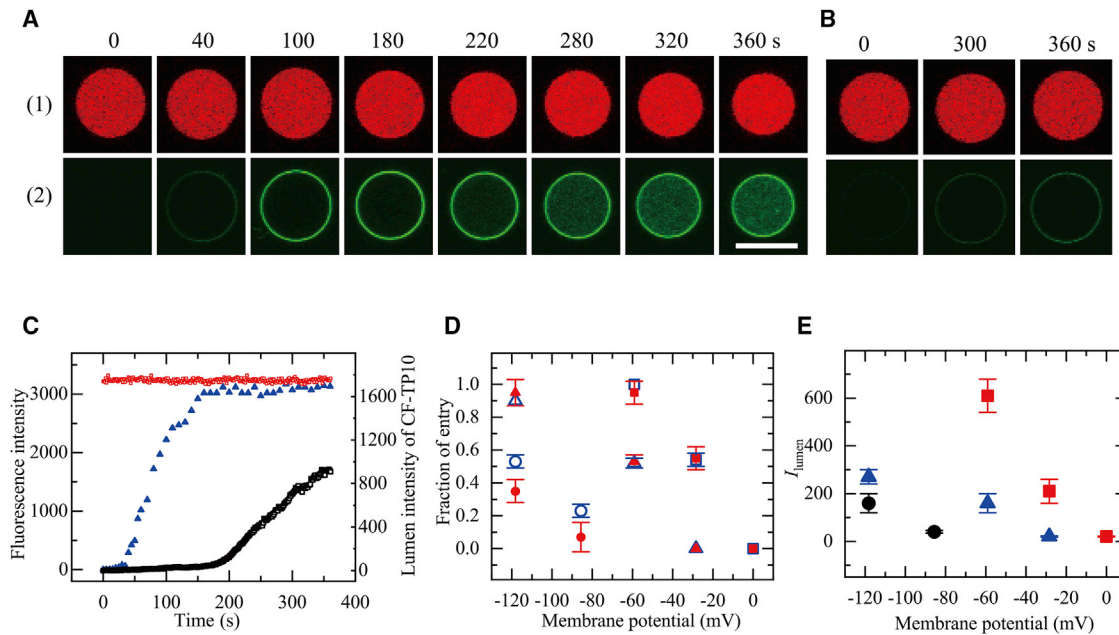 A
B
0 40 100 180 220 280 320 360 s
0 300 360 s
(1)
(2)
C
D
E
Fluorescence intensity
3000
2000
1000
0
Lumen intensity of CF-TP10
1600
1200
800
400
0
0 100 200 300 400
Time (s)
Fraction of entry
1.0
0.8
0.6
0.4
0.2
0.0
-120 -100 -80 -60 -40 -20 0
Membrane potential (mV)
I lumen
600
400
200
0
-120 -100 -80 -60 -40 -20 0
Membrane potential (mV)